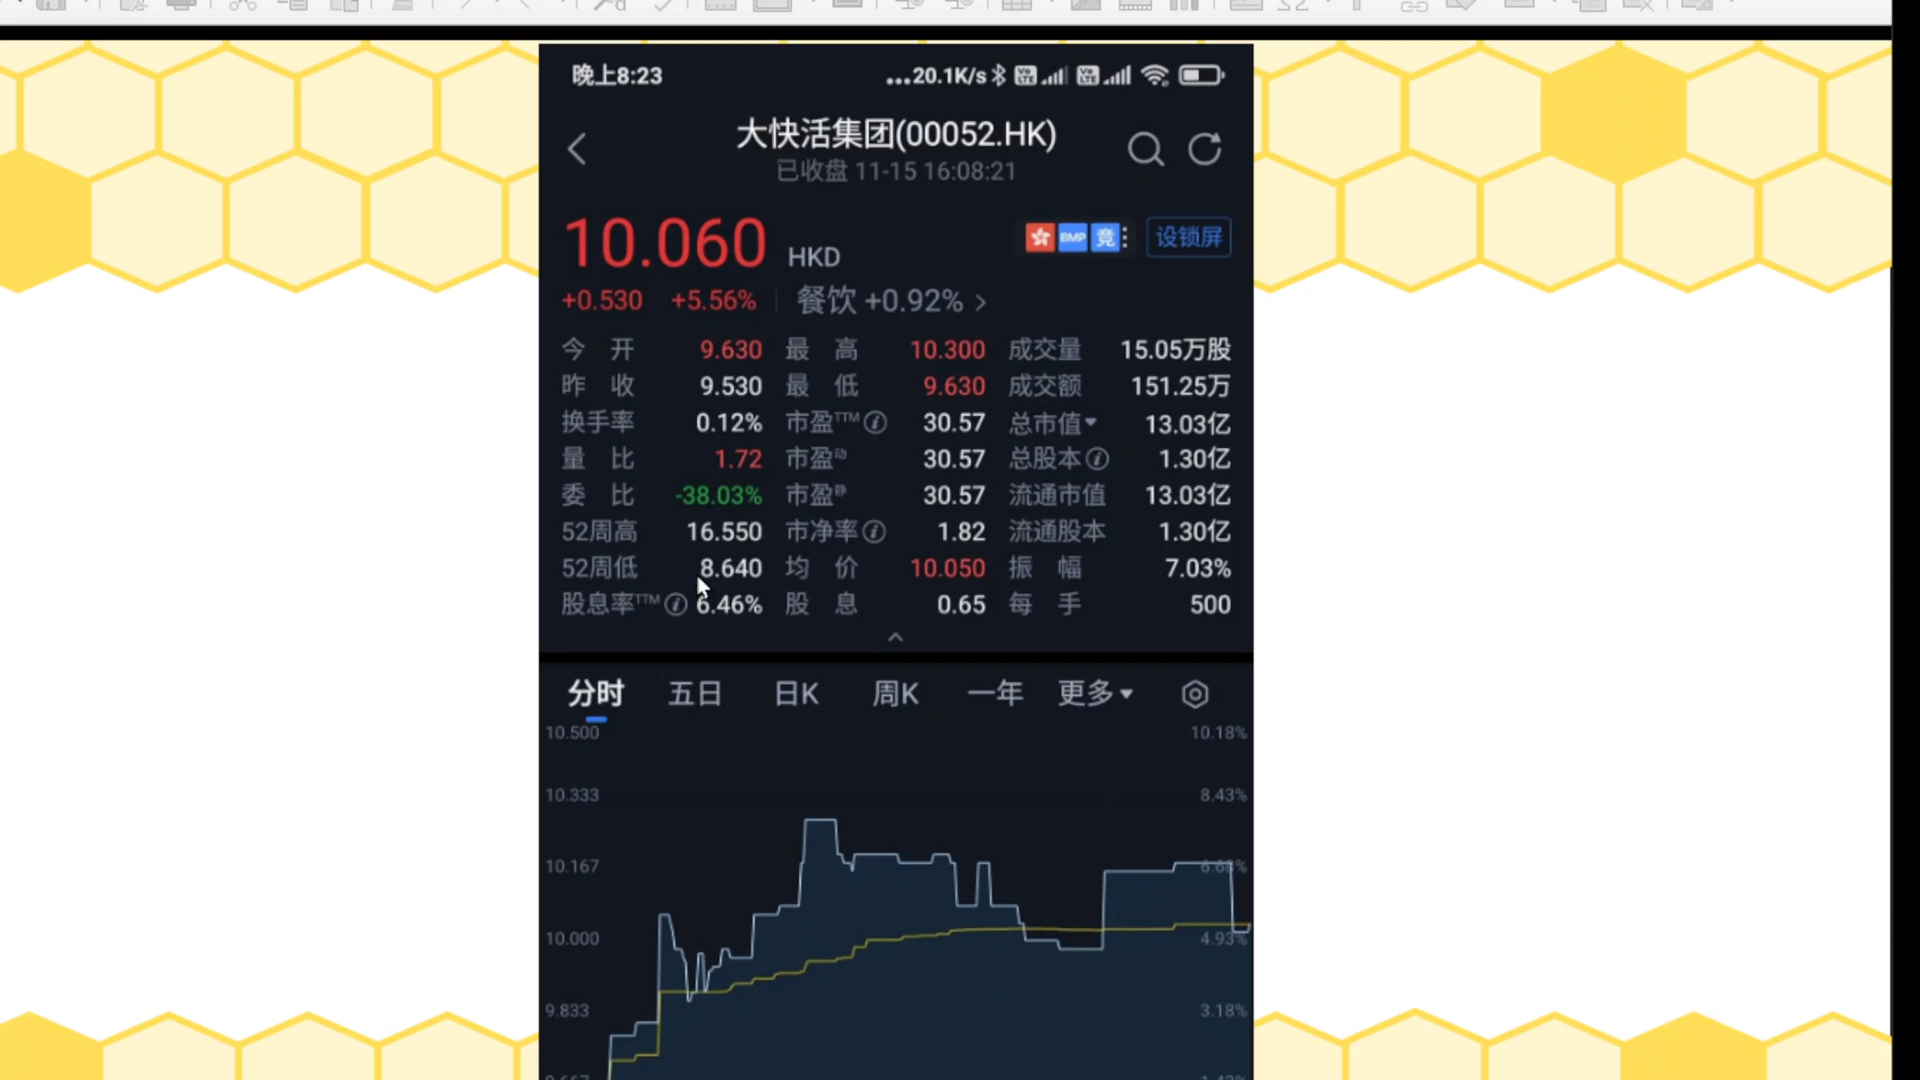 晚上8:23 ...20.1K/s
大快活集团(00052.HK)
已收盘 11-15 16:08:21
10.060 HKD BMP 竞 设锁屏
+0.530 +5.56% 餐饮 +0.92%
今开 9.630 最高 10.300 成交量 15.05万股
昨收 9.530 最低 9.630 成交额 151.25万
换手率 0.12% 市盈TTM 30.57 总市值 13.03亿
量比 1.72 市盈动 30.57 总股本 1.30亿
委比 -38.03% 市盈静 30.57 流通市值 13.03亿
52周高 16.550 市净率 1.82 流通股本 1.30亿
52周低 8.640 均价 10.050 振幅 7.03%
股息率TTM 6.46% 股息 0.65 每手 500
分时 五日 日K 周K 一年 更多
10.500 10.18%
10.333 8.43%
10.167 6.68%
10.000 4.93%
9.833 3.18%